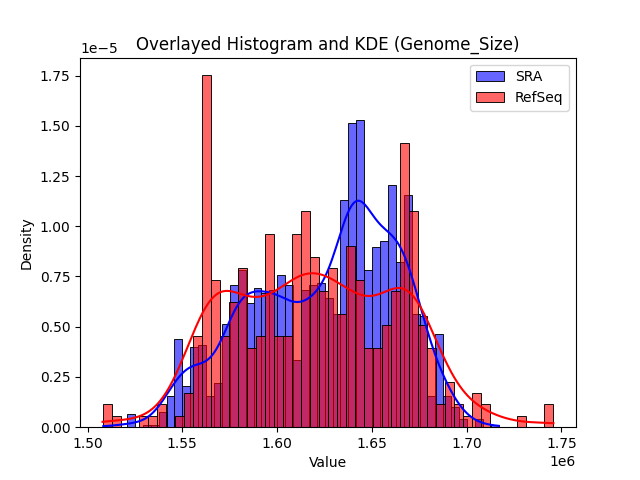 Overlayed Histogram and KDE (Genome_Size)
1e−5
SRA
RefSeq
1.75
1.50
1.25
1.00
0.75
0.50
0.25
0.00
Density
1.50 1.55 1.60 1.65 1.70 1.75
1e6
Value